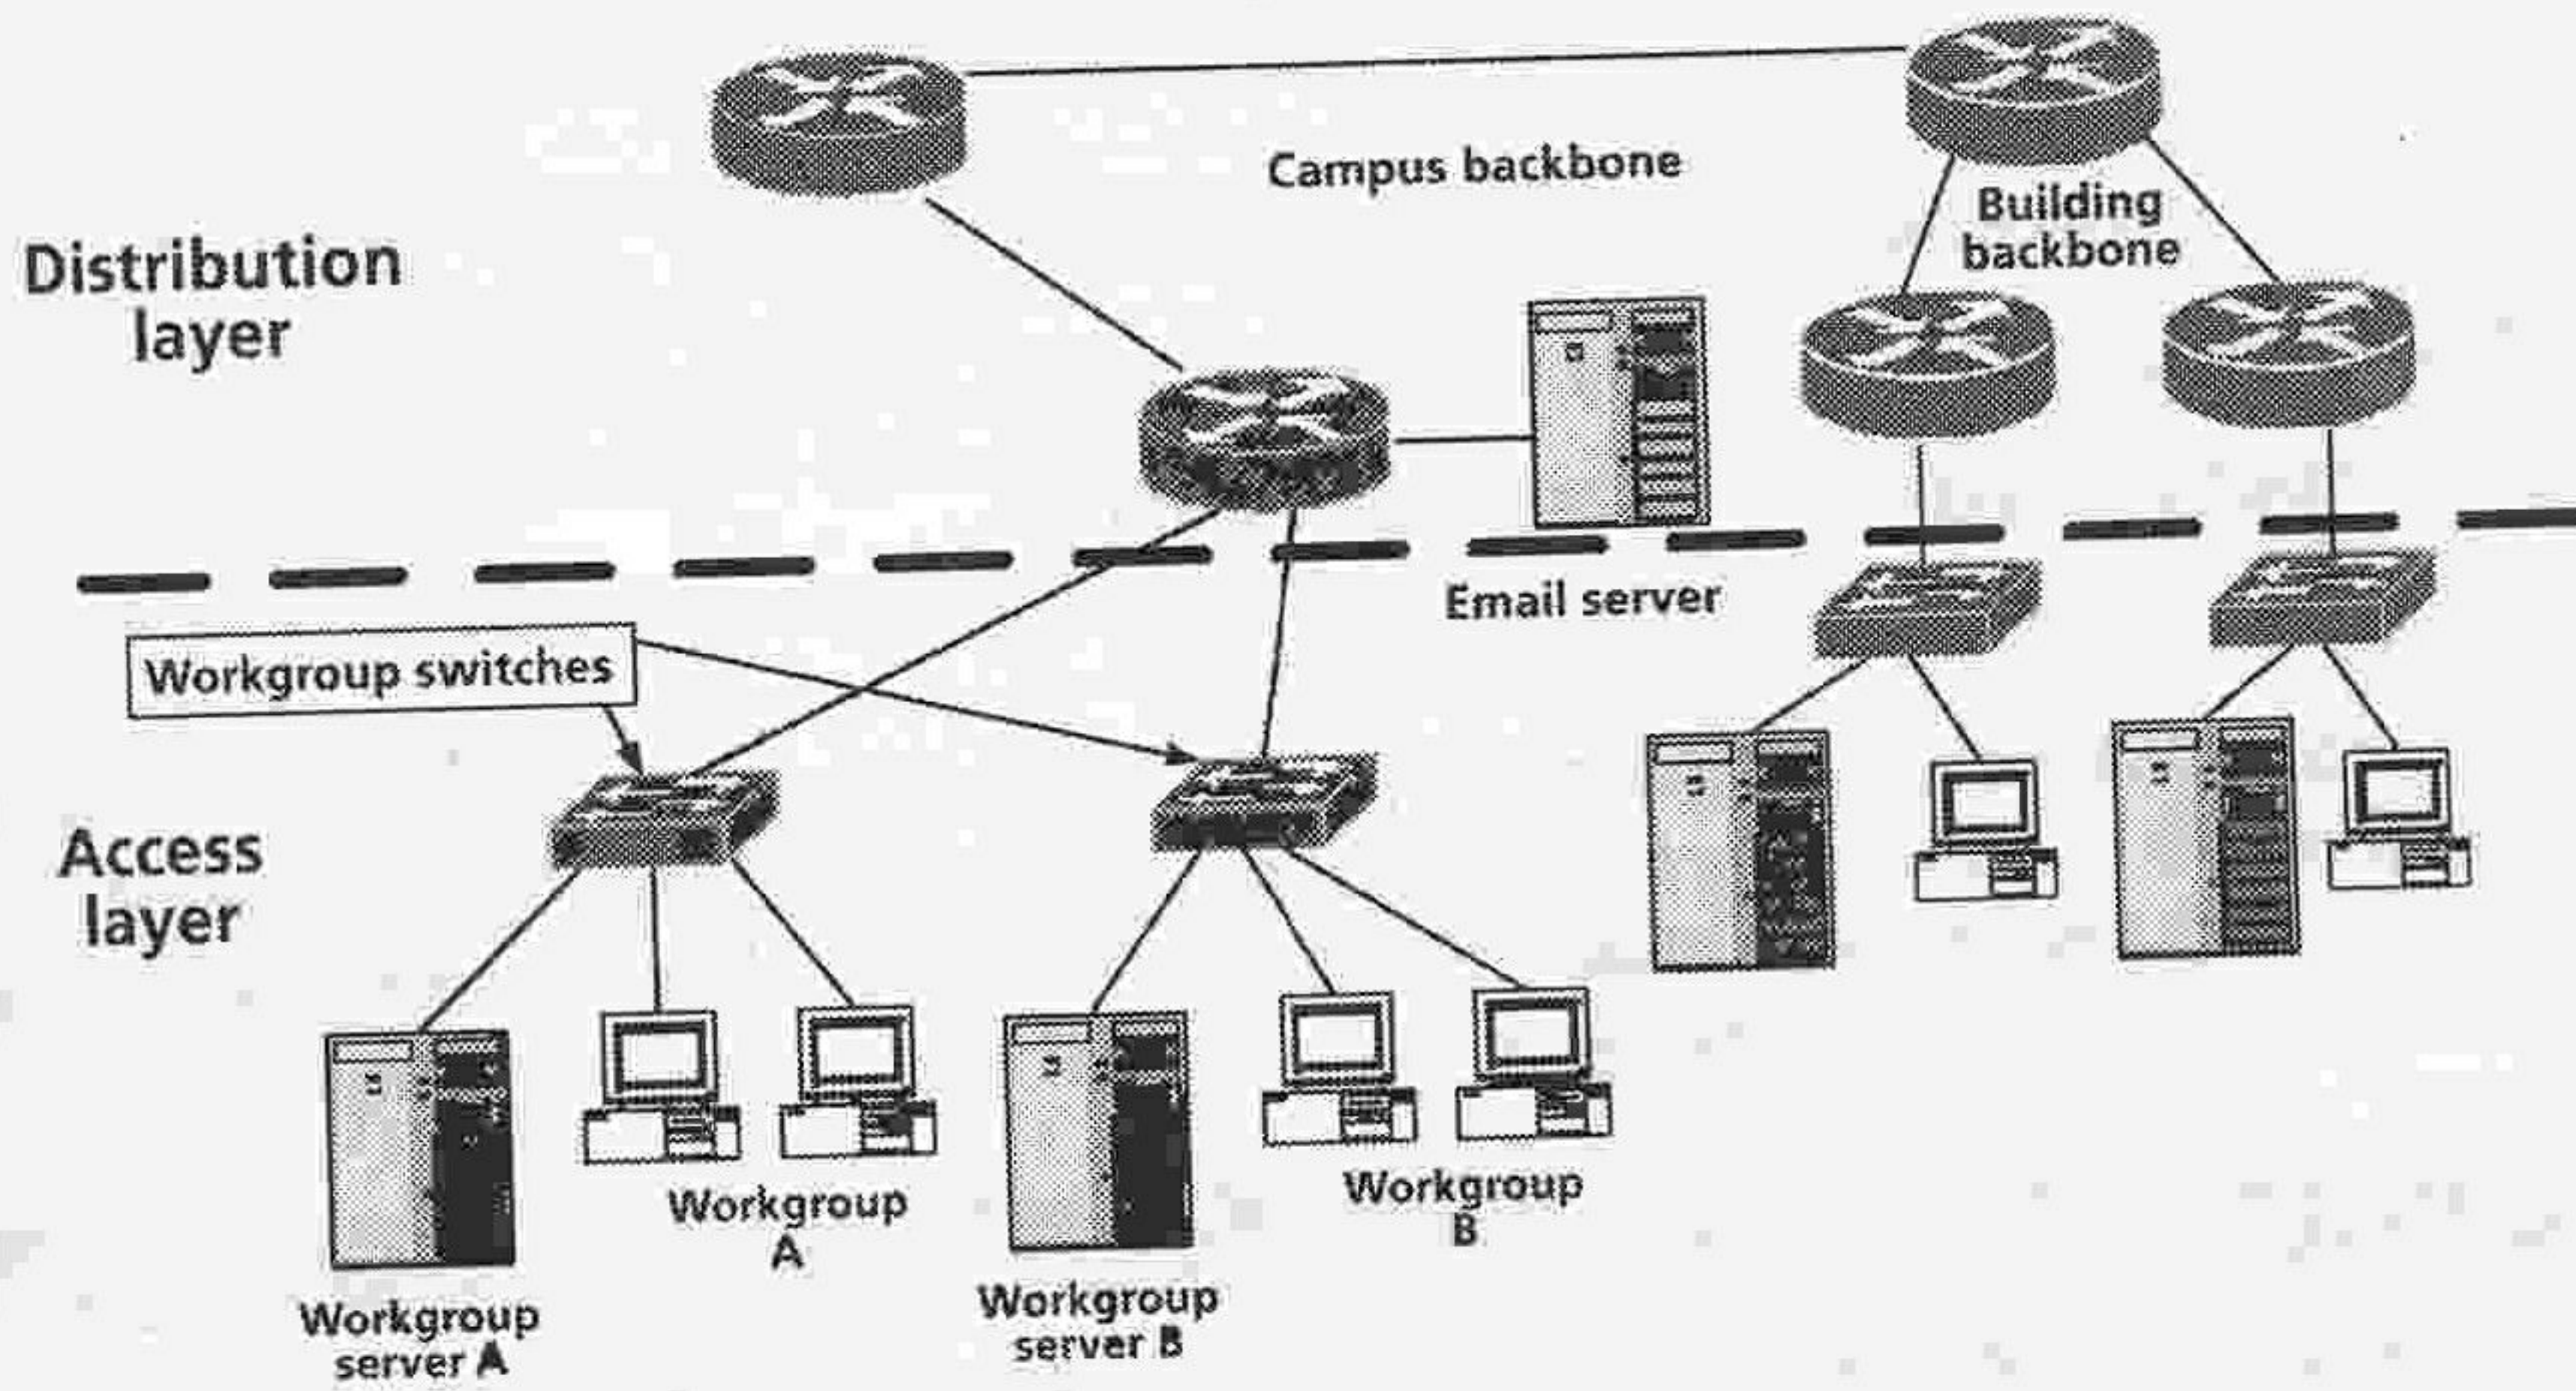 Campus backbone
Building
backbone
Distribution
layer
Email server
Workgroup switches
Access
layer
Workgroup
A
Workgroup
B
Workgroup
server A
Workgroup
server B